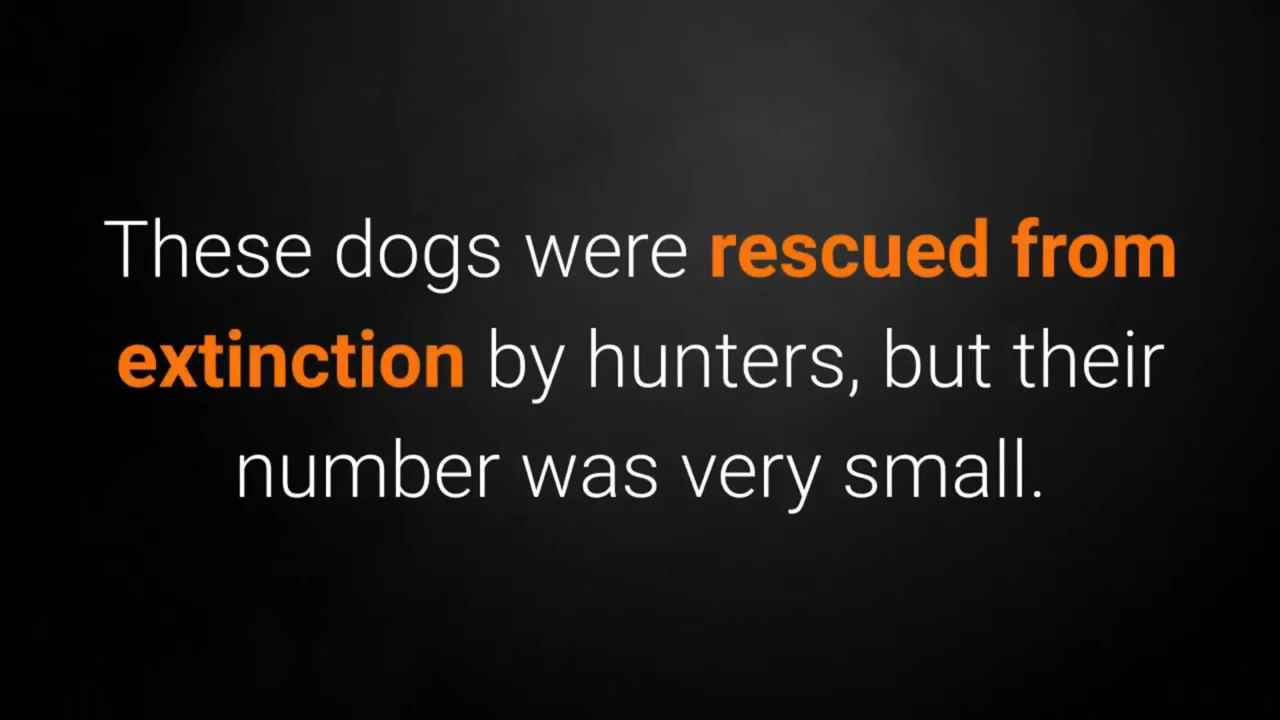 These dogs were rescued from
extinction by hunters, but their
number was very small.